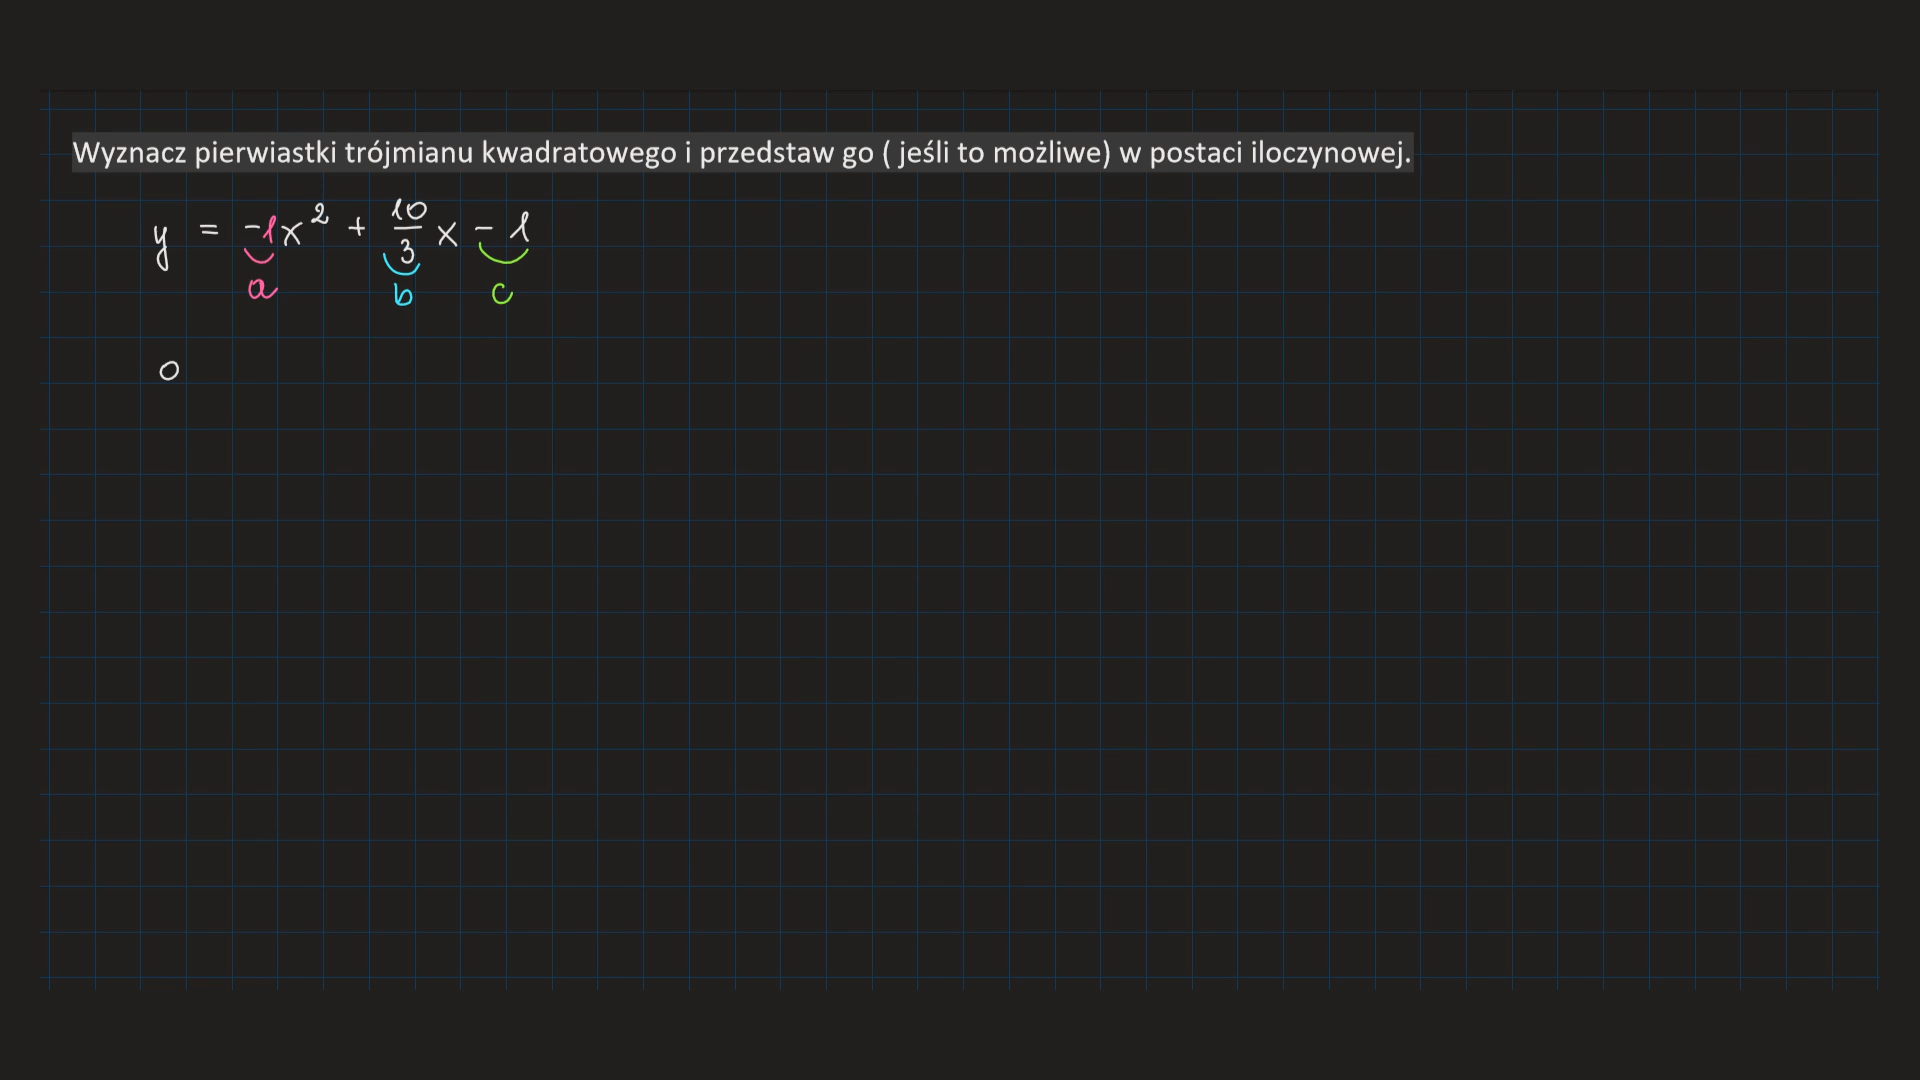 Wyznacz pierwiastki trójmianu kwadratowego i przedstaw go ( jeśli to możliwe) w postaci iloczynowej.
y = -1x² + 10/3 x - 1
a b c
0